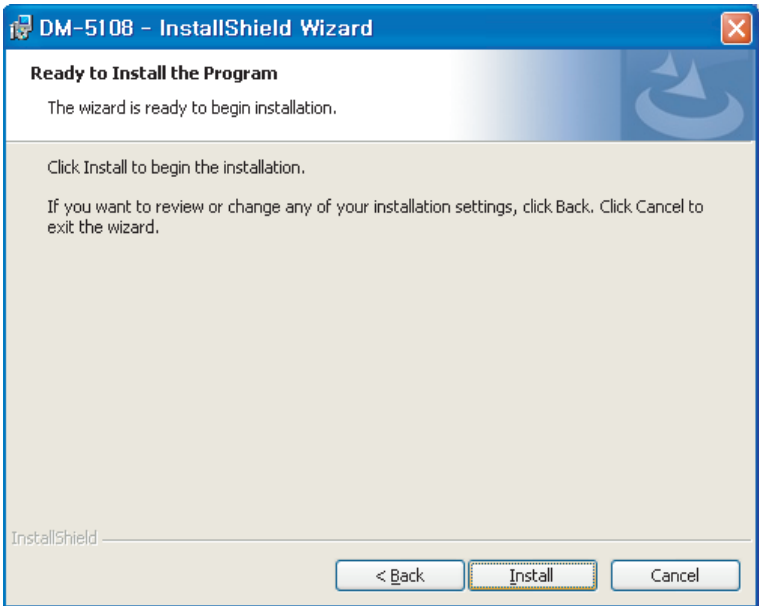 DM-5108 - InstallShield Wizard
Ready to Install the Program
The wizard is ready to begin installation.
Click Install to begin the installation.
If you want to review or change any of your installation settings, click Back. Click Cancel to
exit the wizard.
InstallShield
< Back Install Cancel